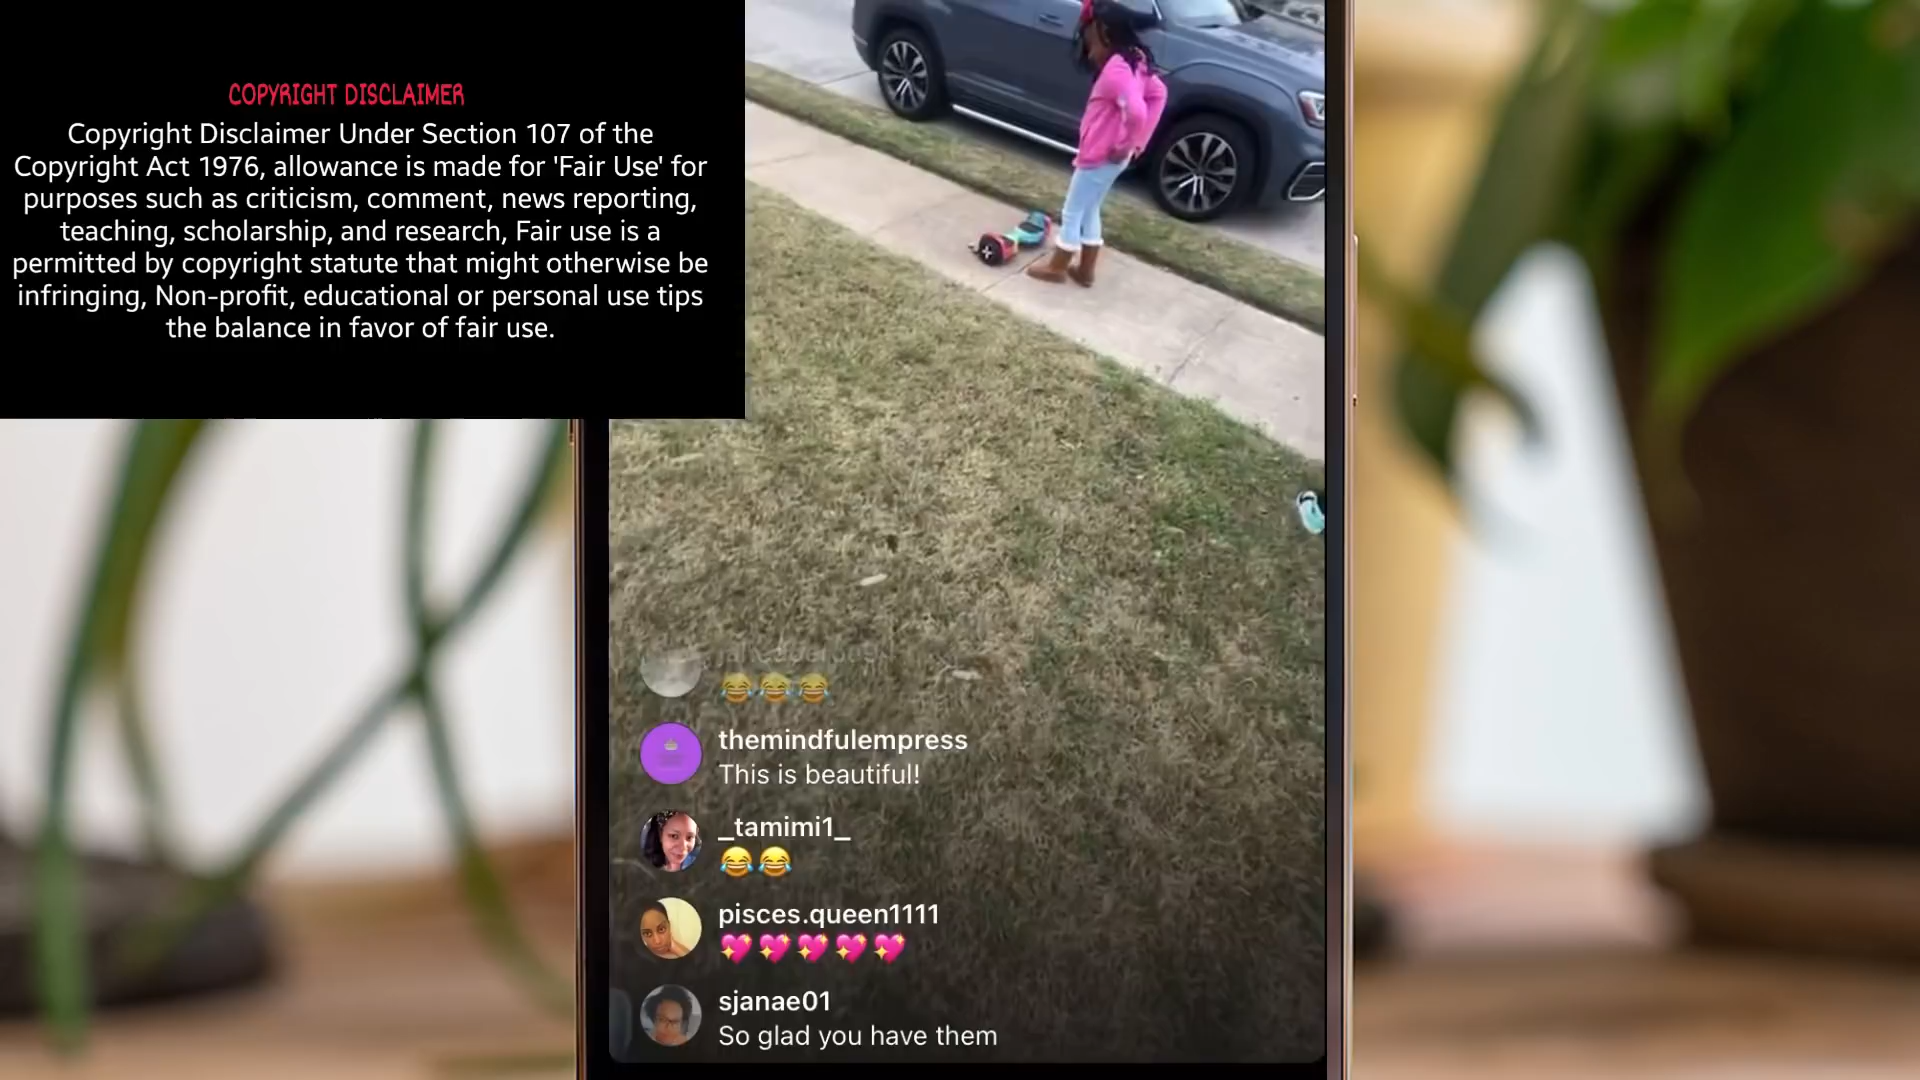 COPYRIGHT DISCLAIMER
Copyright Disclaimer Under Section 107 of the
Copyright Act 1976, allowance is made for 'Fair Use' for
purposes such as criticism, comment, news reporting,
teaching, scholarship, and research, Fair use is a
permitted by copyright statute that might otherwise be
infringing, Non-profit, educational or personal use tips
the balance in favor of fair use.
😂😂😂
themindfulempress
This is beautiful!
_tamimi1_
😂😂
pisces.queen1111
💖💖💖💖💖
sjanae01
So glad you have them